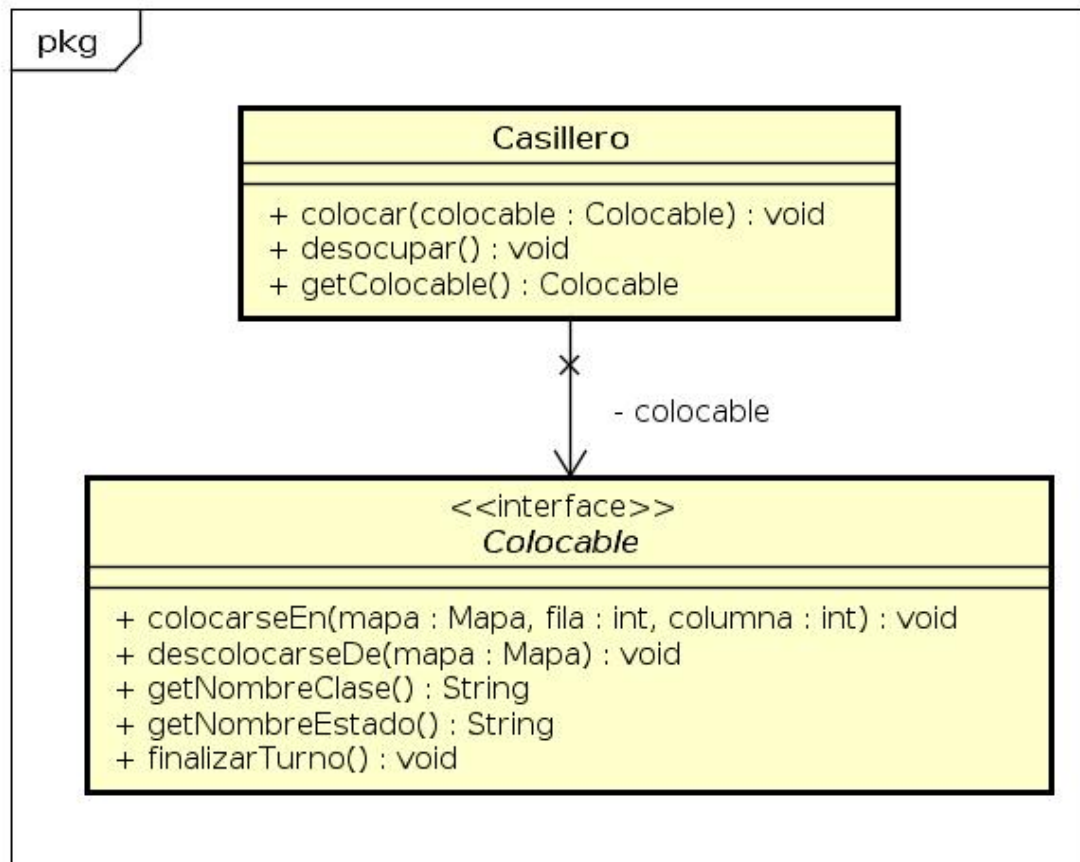 pkg
Casillero
+ colocar(colocable : Colocable) : void
+ desocupar() : void
+ getColocable() : Colocable
- colocable
<<interface>>
Colocable
+ colocarseEn(mapa : Mapa, fila : int, columna : int) : void
+ descolocarseDe(mapa : Mapa) : void
+ getNombreClase() : String
+ getNombreEstado() : String
+ finalizarTurno() : void